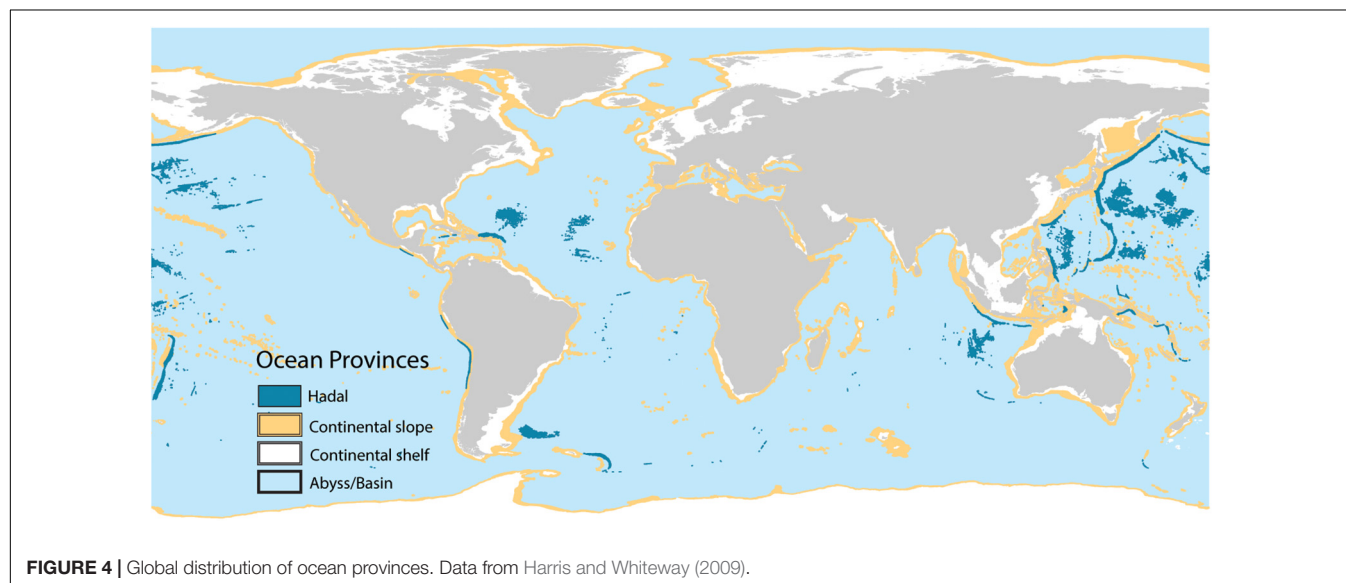 Ocean Provinces
Hadal
Continental slope
Continental shelf
Abyss/Basin
FIGURE 4 | Global distribution of ocean provinces. Data from Harris and Whiteway (2009).